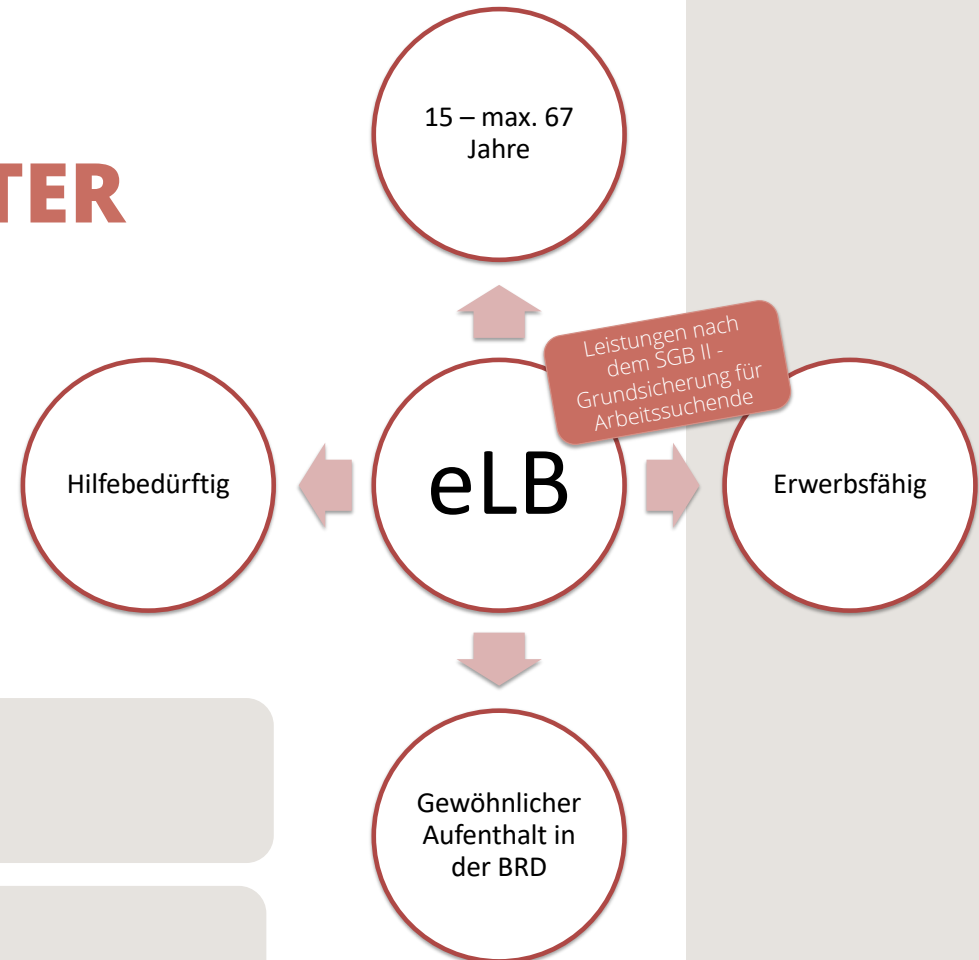 TER
15 – max. 67
Jahre
Leistungen nach
dem SGB II -
Grundsicherung für
Arbeitssuchende
Hilfebedürftig
eLB
Erwerbsfähig
Gewöhnlicher
Aufenthalt in
der BRD